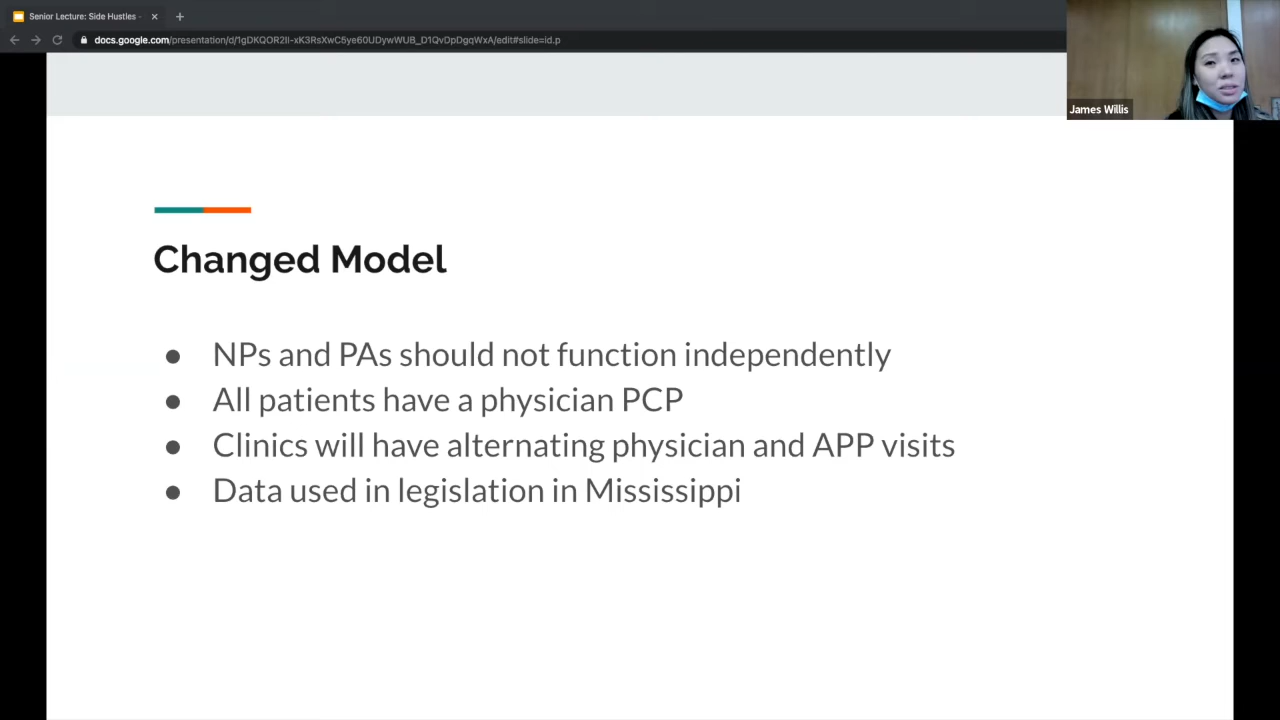 Senior Lecture: Side Hustles -
docs.google.com/presentation/d/1gDKQOR2II-xK3RsXwC5ye60UDywWUB_D1QvDpDgqWxA/edit#slide=id.p
James Willis
Changed Model
● NPs and PAs should not function independently
● All patients have a physician PCP
● Clinics will have alternating physician and APP visits
● Data used in legislation in Mississippi